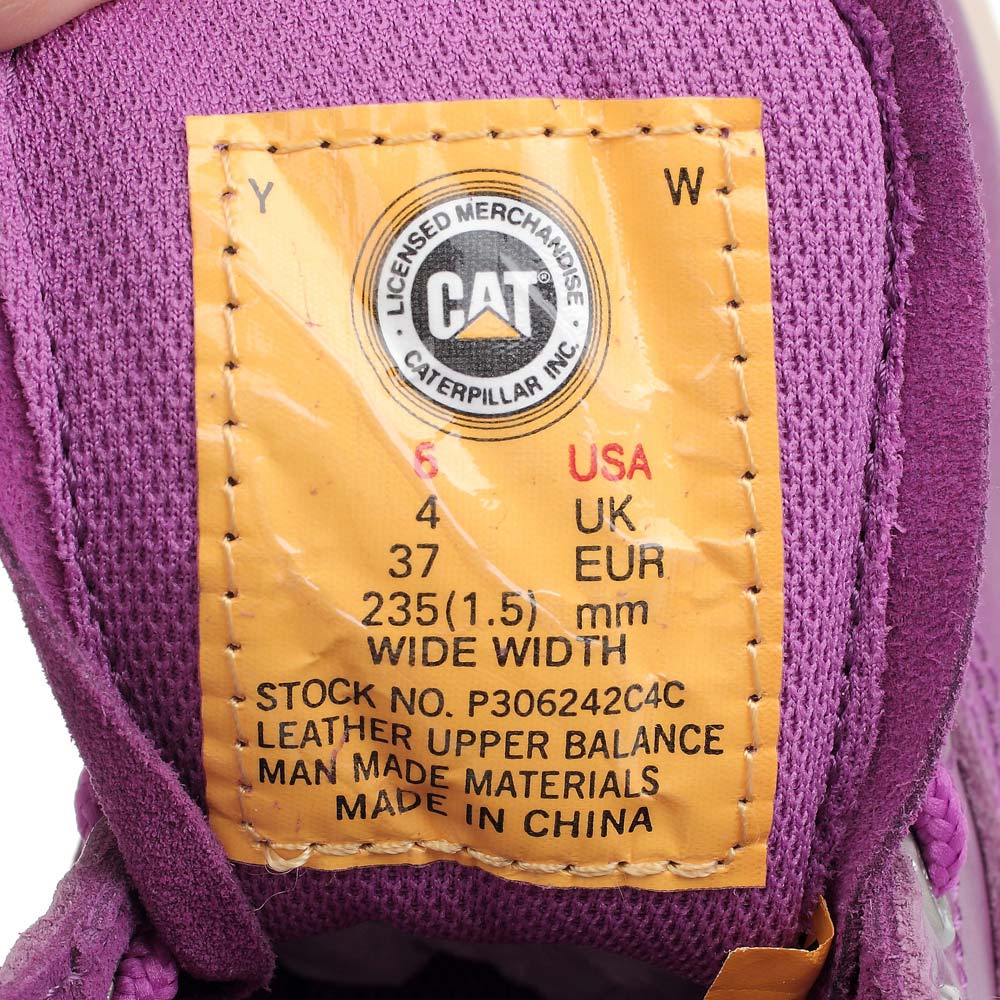 Y W
LICENSED MERCHANDISE
CAT®
· CATERPILLAR INC. ·
6 USA
4 UK
37 EUR
235(1.5) mm
WIDE WIDTH
STOCK NO. P306242C4C
LEATHER UPPER BALANCE
MAN MADE MATERIALS
MADE IN CHINA